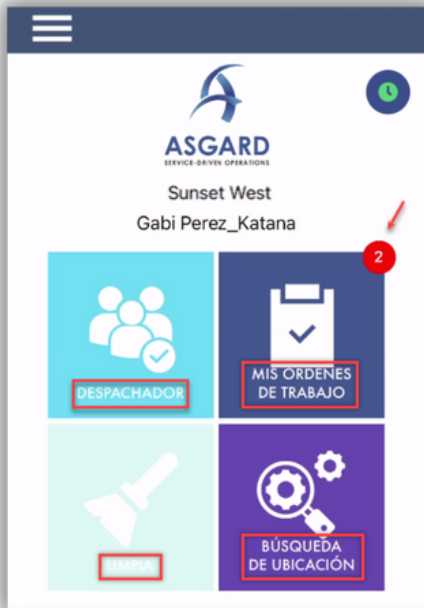 ASGARD
SERVICE-DRIVEN OPERATIONS
Sunset West
Gabi Perez_Katana
2
DESPACHADOR
MIS ORDENES
DE TRABAJO
LIMPIA
BÚSQUEDA
DE UBICACIÓN